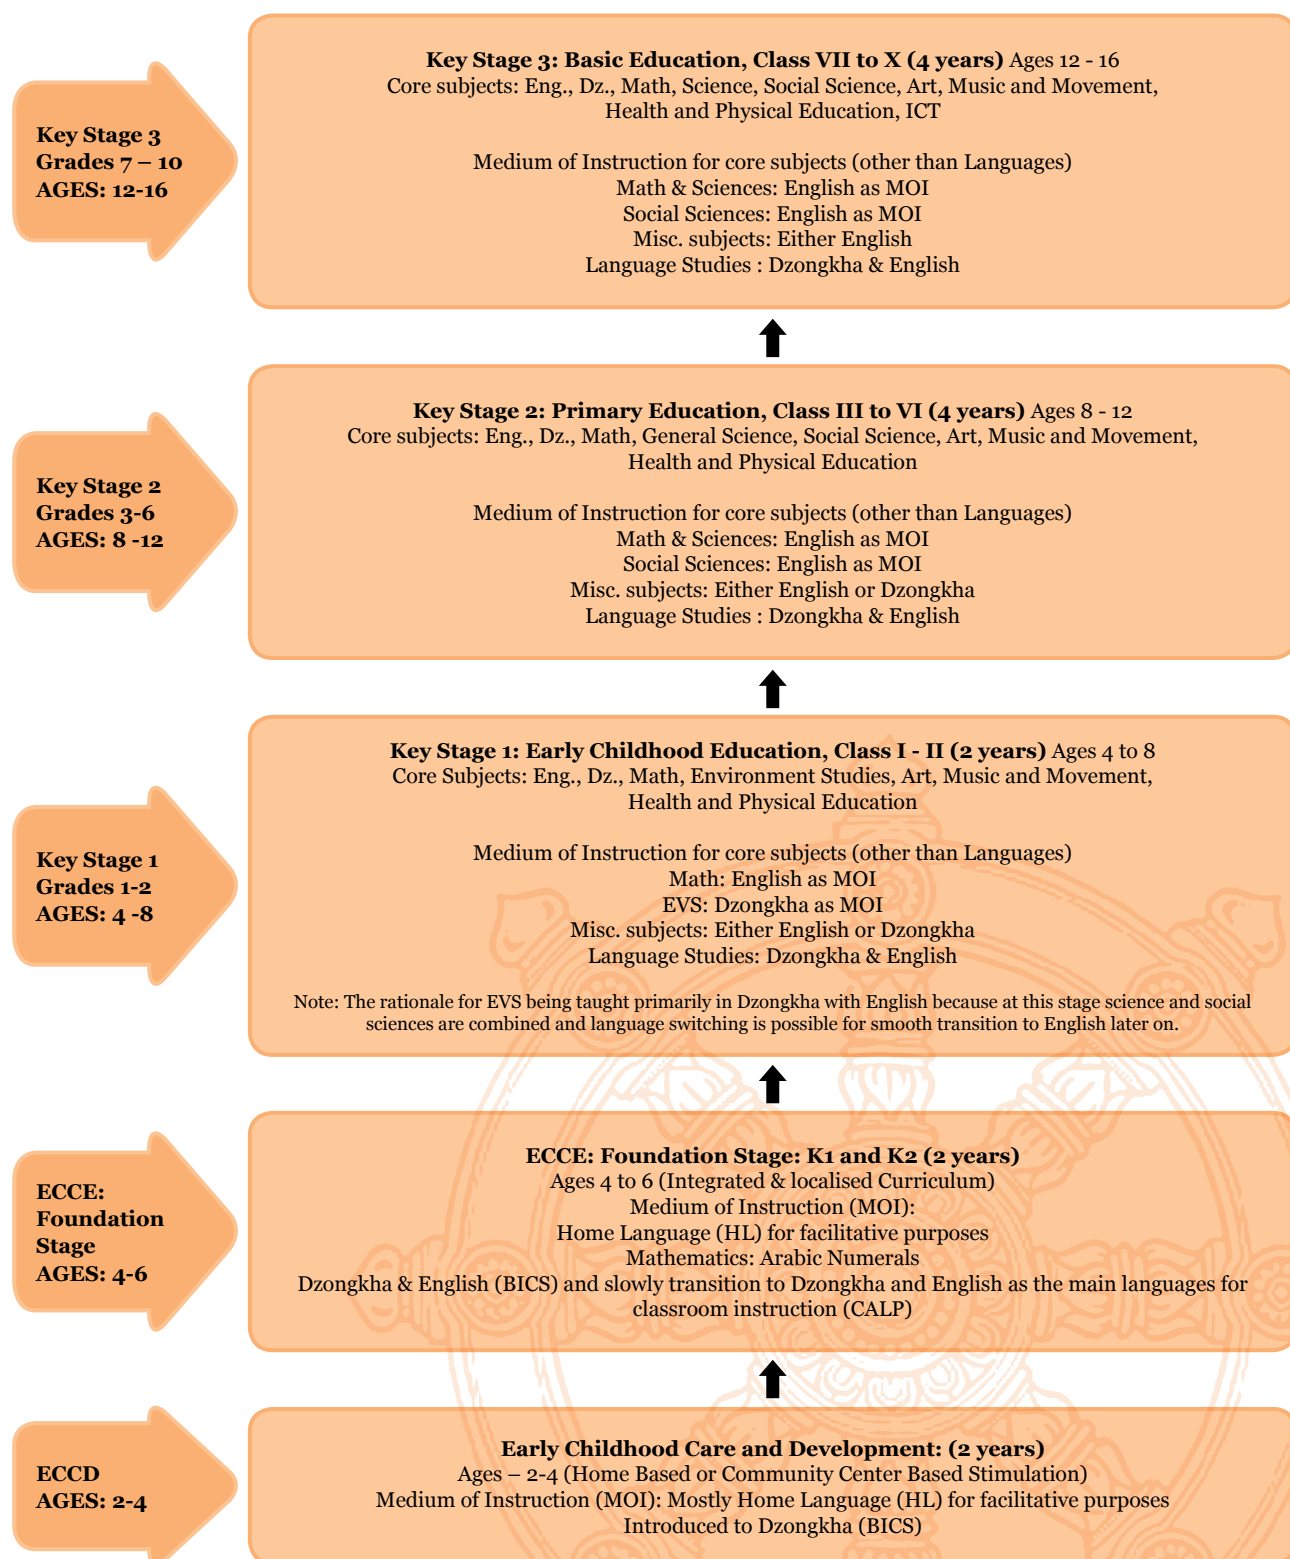 Key Stage 3
Grades 7 – 10
AGES: 12-16
Key Stage 3: Basic Education, Class VII to X (4 years) Ages 12 - 16
Core subjects: Eng., Dz., Math, Science, Social Science, Art, Music and Movement,
Health and Physical Education, ICT
Medium of Instruction for core subjects (other than Languages)
Math & Sciences: English as MOI
Social Sciences: English as MOI
Misc. subjects: Either English
Language Studies : Dzongkha & English
Key Stage 2
Grades 3-6
AGES: 8 -12
Key Stage 2: Primary Education, Class III to VI (4 years) Ages 8 - 12
Core subjects: Eng., Dz., Math, General Science, Social Science, Art, Music and Movement,
Health and Physical Education
Medium of Instruction for core subjects (other than Languages)
Math & Sciences: English as MOI
Social Sciences: English as MOI
Misc. subjects: Either English or Dzongkha
Language Studies : Dzongkha & English
Key Stage 1
Grades 1-2
AGES: 4 -8
Key Stage 1: Early Childhood Education, Class I - II (2 years) Ages 4 to 8
Core Subjects: Eng., Dz., Math, Environment Studies, Art, Music and Movement,
Health and Physical Education
Medium of Instruction for core subjects (other than Languages)
Math: English as MOI
EVS: Dzongkha as MOI
Misc. subjects: Either English or Dzongkha
Language Studies: Dzongkha & English
Note: The rationale for EVS being taught primarily in Dzongkha with English because at this stage science and social
sciences are combined and language switching is possible for smooth transition to English later on.
ECCE:
Foundation
Stage
AGES: 4-6
ECCE: Foundation Stage: K1 and K2 (2 years)
Ages 4 to 6 (Integrated & localised Curriculum)
Medium of Instruction (MOI):
Home Language (HL) for facilitative purposes
Mathematics: Arabic Numerals
Dzongkha & English (BICS) and slowly transition to Dzongkha and English as the main languages for
classroom instruction (CALP)
ECCD
AGES: 2-4
Early Childhood Care and Development: (2 years)
Ages – 2-4 (Home Based or Community Center Based Stimulation)
Medium of Instruction (MOI): Mostly Home Language (HL) for facilitative purposes
Introduced to Dzongkha (BICS)